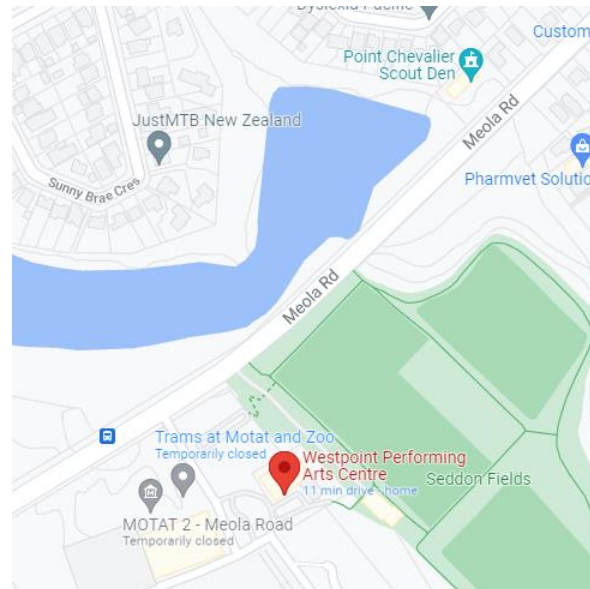 Dyslexia Pacific
Custom
Point Chevalier
Scout Den
Meola Rd
JustMTB New Zealand
Pharmvet Solutio
Sunny Brae Cres
Meola Rd
Trams at Motat and Zoo
Temporarily closed
Westpoint Performing
Arts Centre
11 min drive - home
Seddon Fields
MOTAT 2 - Meola Road
Temporarily closed